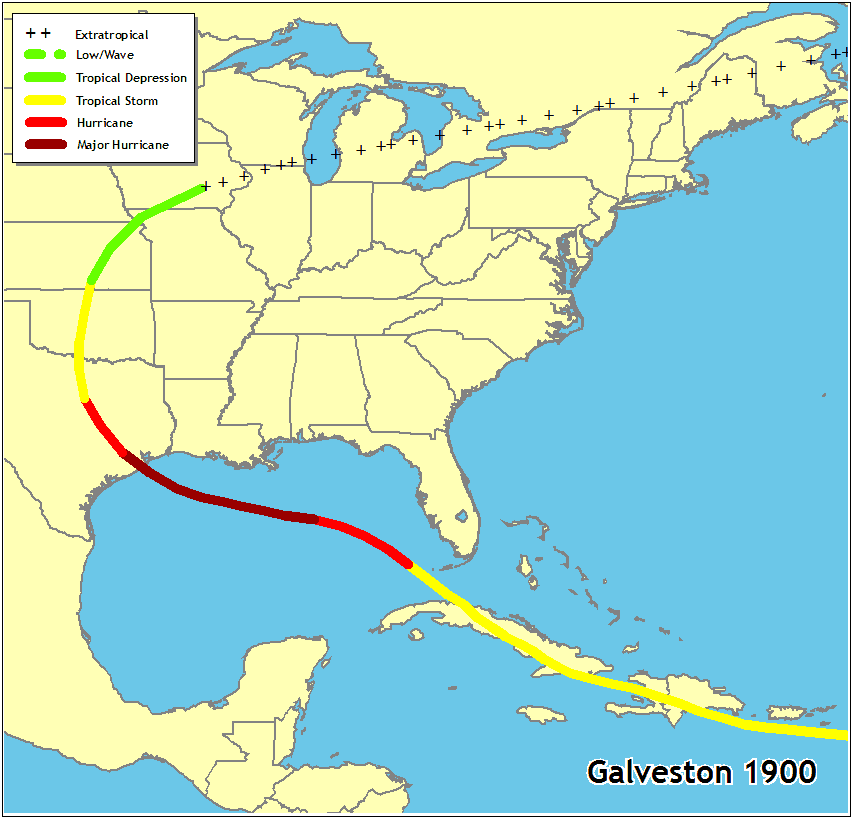 ++ Extratropical
Low/Wave
Tropical Depression
Tropical Storm
Hurricane
Major Hurricane
Galveston 1900